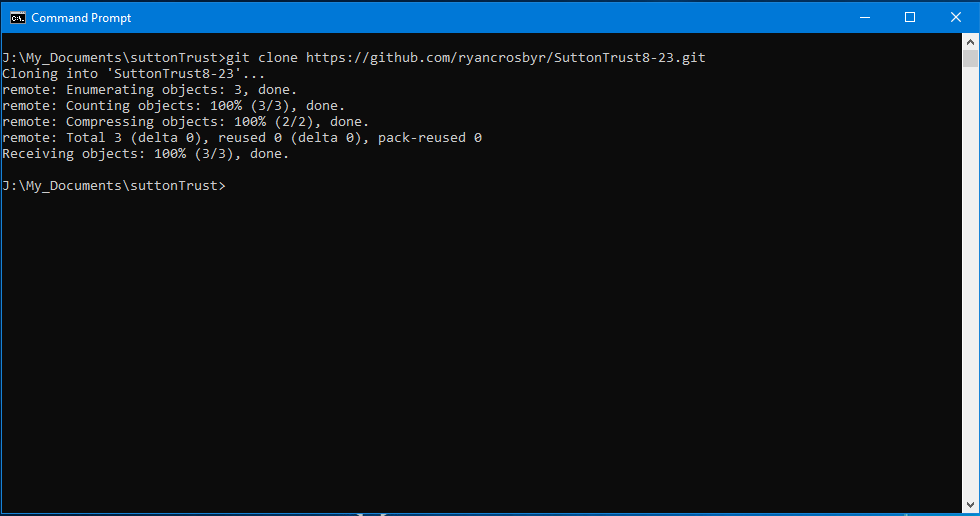 Command Prompt
J:\My_Documents\suttonTrust>git clone https://github.com/ryancrosbyr/SuttonTrust8-23.git
Cloning into 'SuttonTrust8-23'...
remote: Enumerating objects: 3, done.
remote: Counting objects: 100% (3/3), done.
remote: Compressing objects: 100% (2/2), done.
remote: Total 3 (delta 0), reused 0 (delta 0), pack-reused 0
Receiving objects: 100% (3/3), done.
J:\My_Documents\suttonTrust>